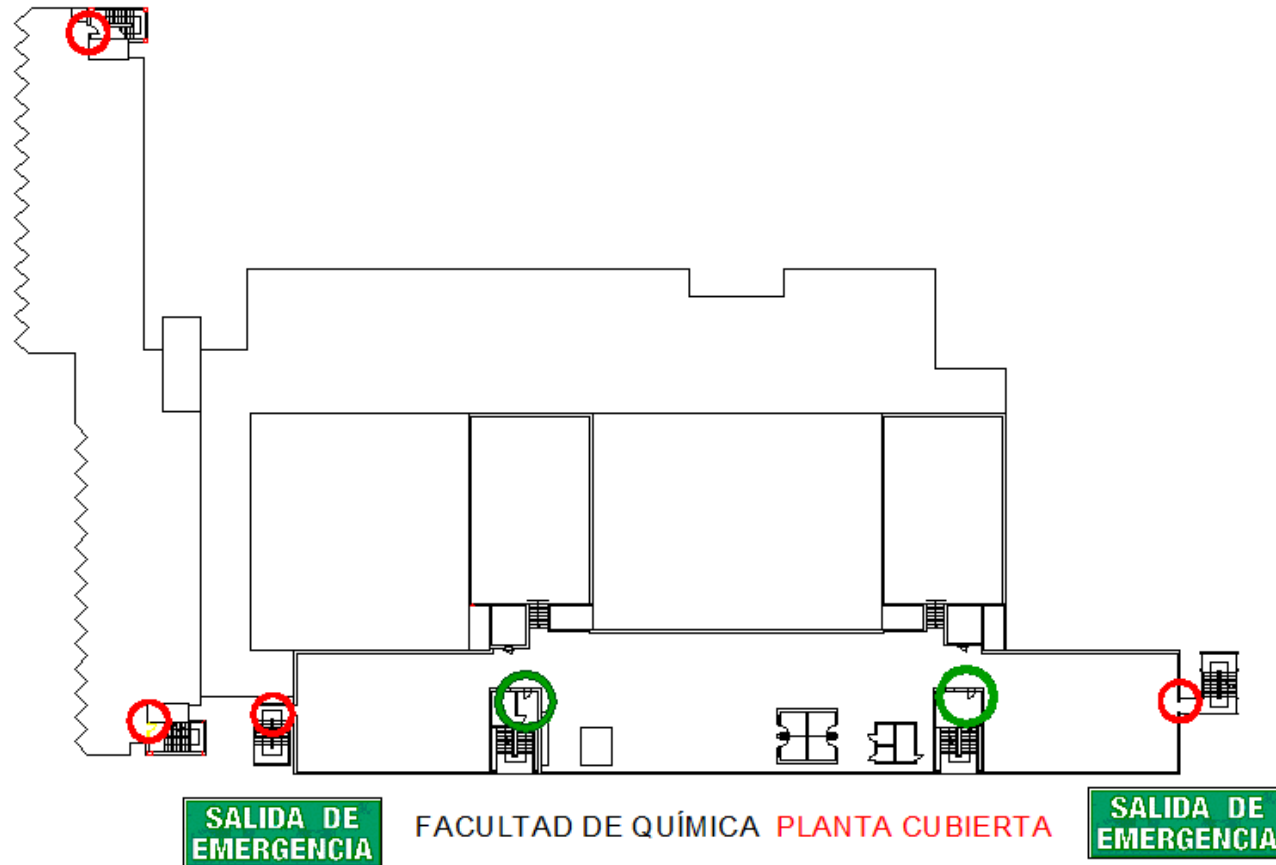 SALIDA DE
EMERGENCIA
FACULTAD DE QUÍMICA PLANTA CUBIERTA
SALIDA DE
EMERGENCIA